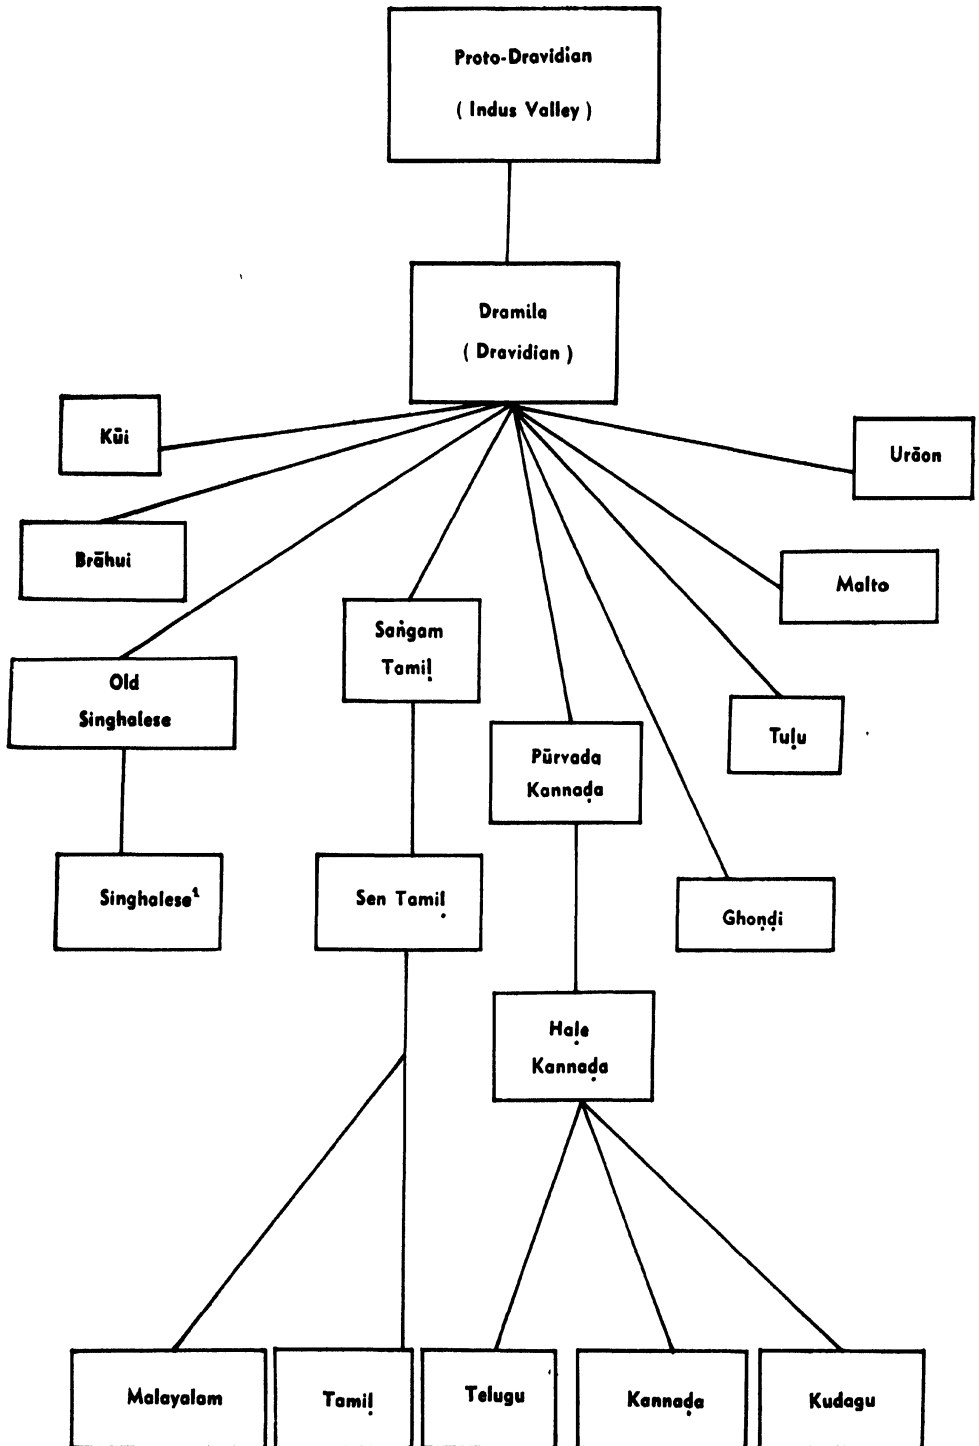 Proto-Dravidian
( Indus Valley )
Dramila
( Dravidian )
Kūi
Urāon
Brāhui
Malto
Saṅgam
Tamiḷ
Old
Singhalese
Tuḷu
Pūrvada
Kannaḍa
Singhalese¹
Sen Tamiḷ
Ghoṇḍi
Haḷe
Kannaḍa
Malayalam
Tamiḷ
Telugu
Kannaḍa
Kudagu